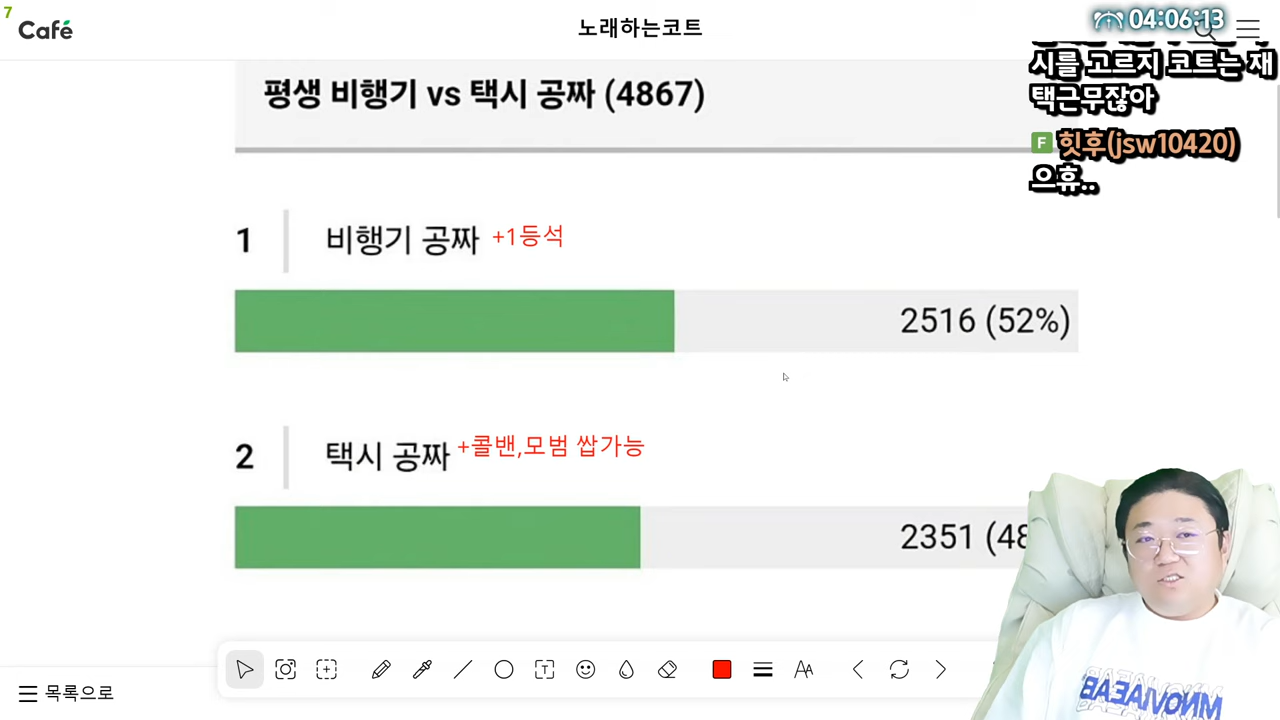 7
Café
노래하는코트
04:06:13
시를 고르지 코트는 재
택근무잖아
F 힛후(jsw10420)
으휴..
평생 비행기 vs 택시 공짜 (4867)
1 비행기 공짜 +1등석
2516 (52%)
2 택시 공짜 +콜밴,모범 쌉가능
2351 (48
목록으로